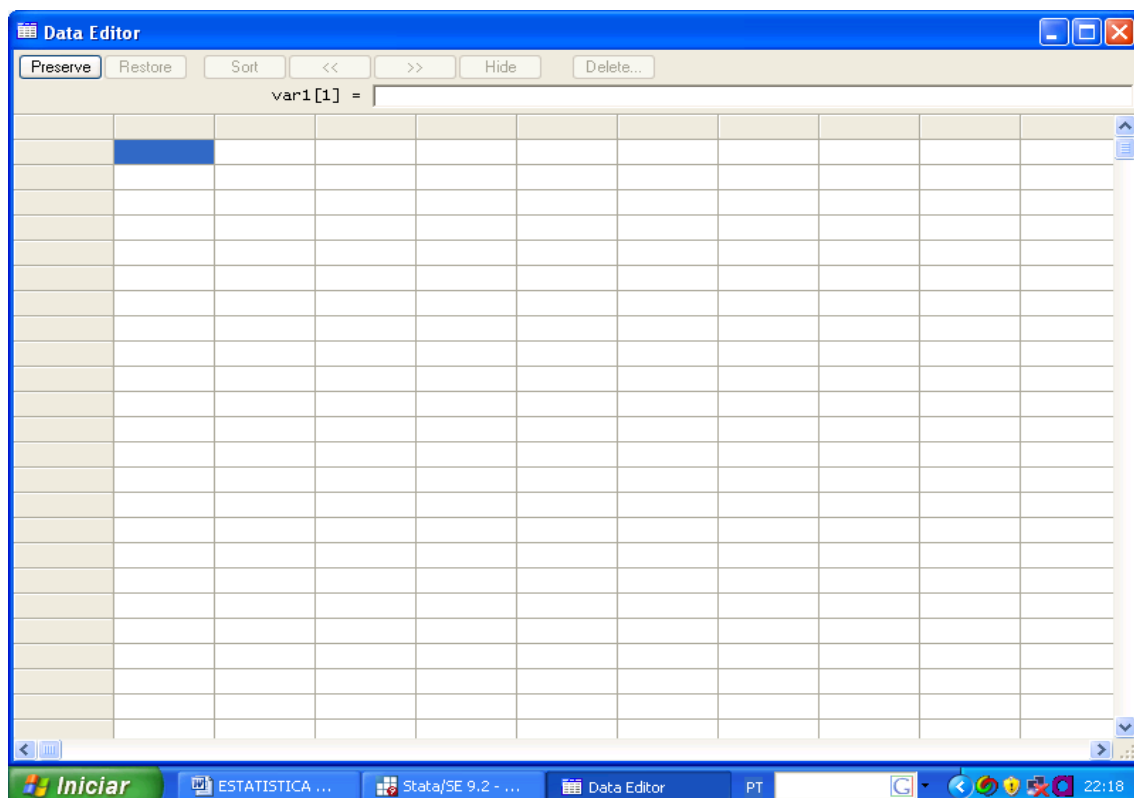 Data Editor
Preserve Restore Sort << >> Hide Delete...
var1[1] =
Iniciar ESTATISTICA ... Stata/SE 9.2 - ... Data Editor PT G 22:18